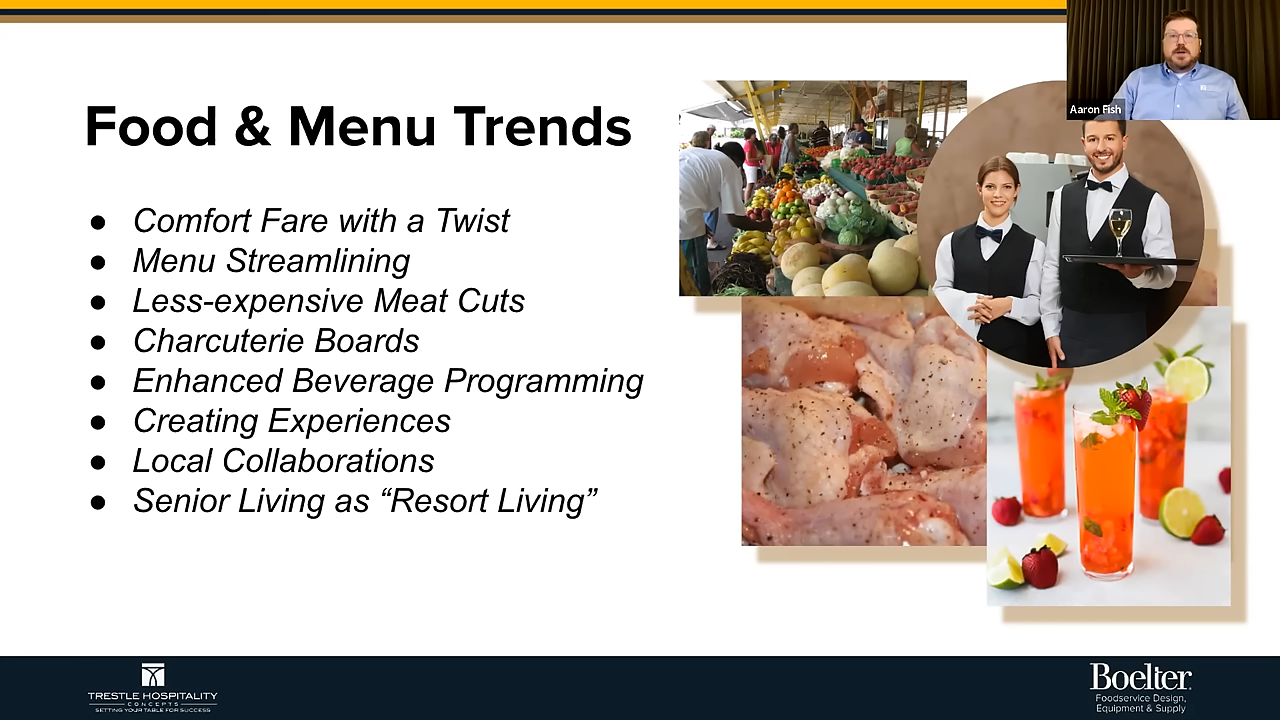 Aaron Fish
Food & Menu Trends
● Comfort Fare with a Twist
● Menu Streamlining
● Less-expensive Meat Cuts
● Charcuterie Boards
● Enhanced Beverage Programming
● Creating Experiences
● Local Collaborations
● Senior Living as “Resort Living”
TRESTLE HOSPITALITY
CONCEPTS
SETTING YOUR TABLE FOR SUCCESS
Boelter
Foodservice Design,
Equipment & Supply